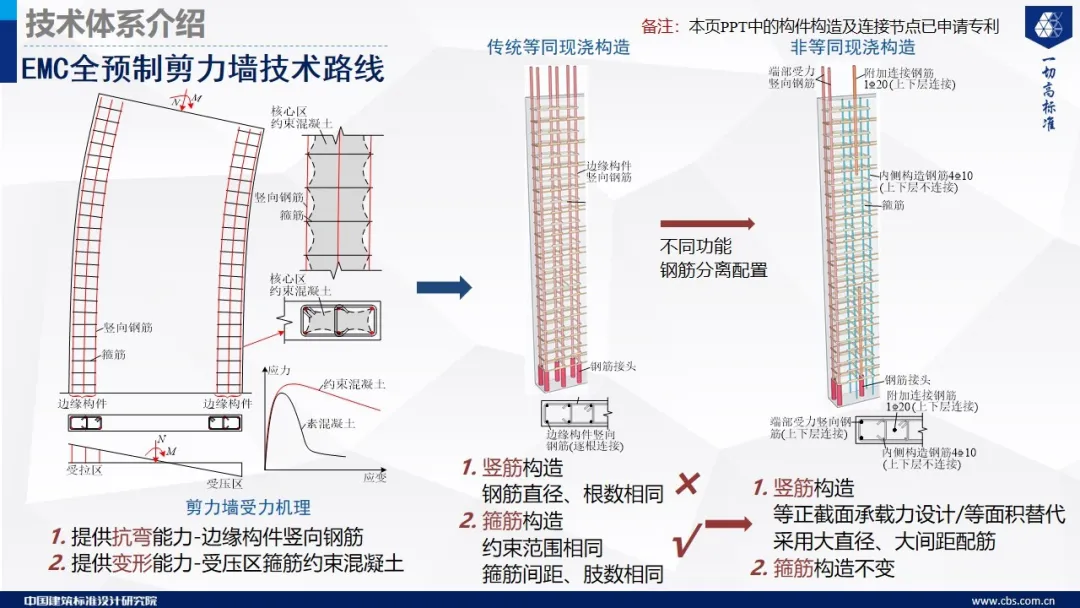 技术体系介绍
EMC全预制剪力墙技术路线
备注：本页PPT中的构件构造及连接节点已申请专利
一切高标准
N
M
核心区
约束混凝土
竖向钢筋
箍筋
核心区
约束混凝土
竖向钢筋
箍筋
边缘构件
边缘构件
N
M
受拉区
受压区
应力
约束混凝土
素混凝土
应变
剪力墙受力机理
1. 提供抗弯能力-边缘构件竖向钢筋
2. 提供变形能力-受压区箍筋约束混凝土
传统等同现浇构造
边缘构件
竖向钢筋
钢筋接头
边缘构件竖向
钢筋(逐根连接)
1. 竖筋构造
钢筋直径、根数相同
2. 箍筋构造
约束范围相同
箍筋间距、肢数相同
不同功能
钢筋分离配置
非等同现浇构造
端部受力
竖向钢筋
附加连接钢筋
1⌀20(上下层连接)
内侧构造钢筋4⌀10
(上下层不连接)
箍筋
钢筋接头
附加连接钢筋
1⌀20(上下层连接)
端部受力竖向钢
筋(上下层连接)
内侧构造钢筋4⌀10
(上下层不连接)
1. 竖筋构造
等正截面承载力设计/等面积替代
采用大直径、大间距配筋
2. 箍筋构造不变
中国建筑标准设计研究院
www.cbs.com.cn